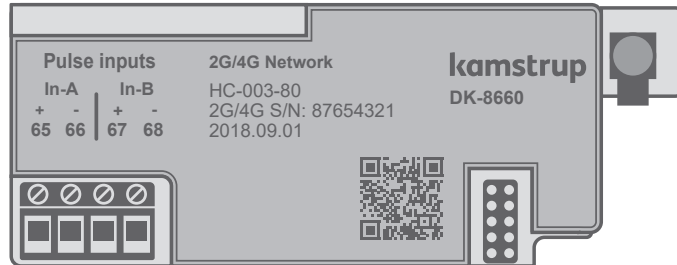 Pulse inputs
In-A In-B
+ - + -
65 66 67 68
2G/4G Network
HC-003-80
2G/4G S/N: 87654321
2018.09.01
kamstrup
DK-8660